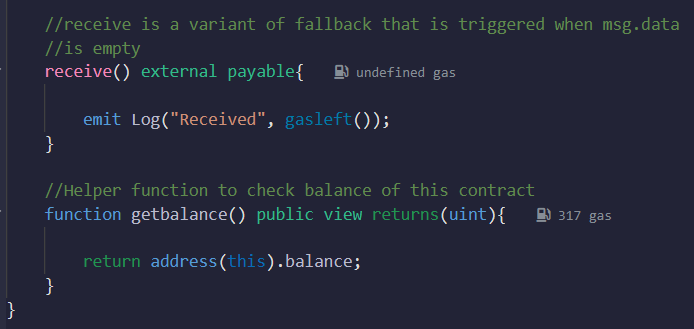 //receive is a variant of fallback that is triggered when msg.data
//is empty
receive() external payable{ undefined gas
emit Log("Received", gasleft());
}
//Helper function to check balance of this contract
function getbalance() public view returns(uint){ 317 gas
return address(this).balance;
}
}